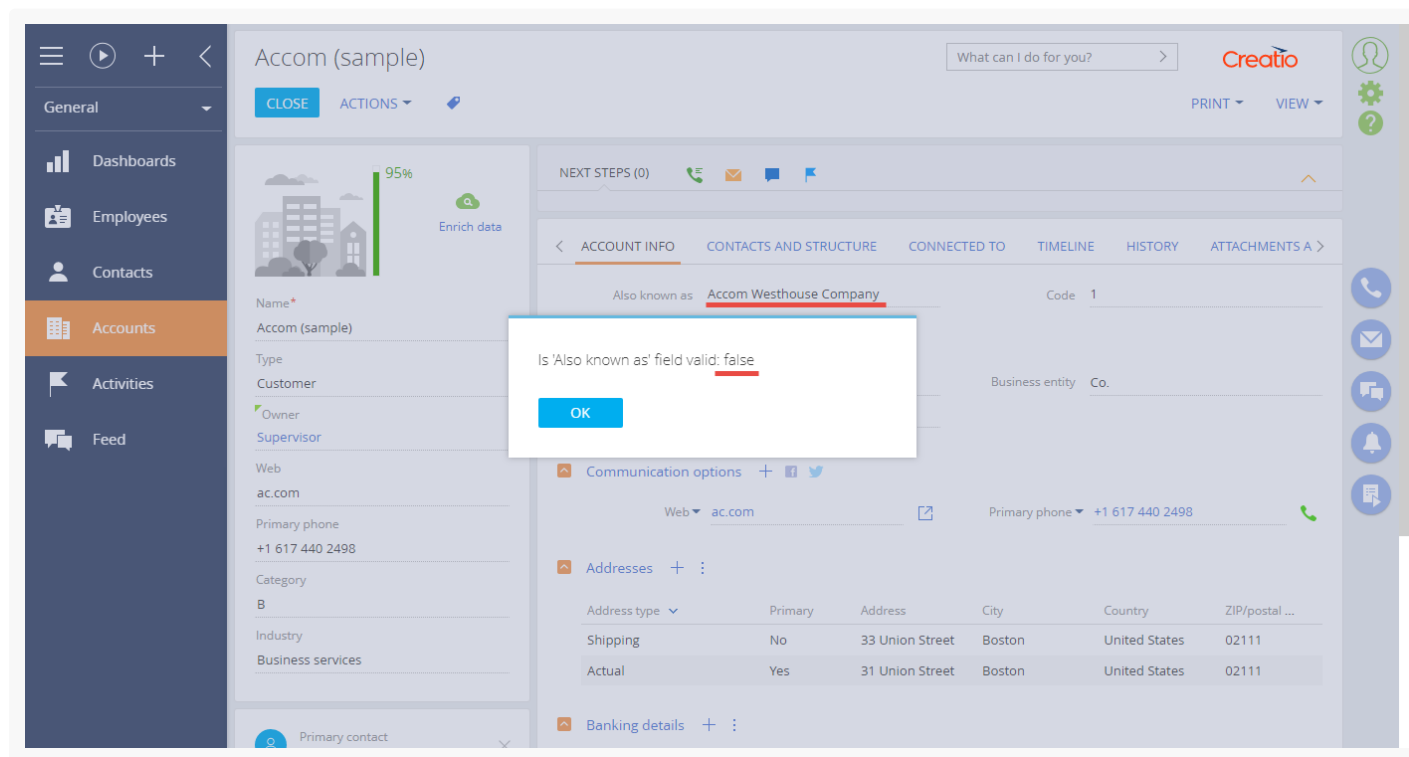 Accom (sample)
What can I do for you?
Creatio
General
CLOSE
ACTIONS
PRINT
VIEW
Dashboards
Employees
Contacts
Accounts
Activities
Feed
95%
Enrich data
Name*
Accom (sample)
Type
Customer
Owner
Supervisor
Web
ac.com
Primary phone
+1 617 440 2498
Category
B
Industry
Business services
Primary contact
NEXT STEPS (0)
ACCOUNT INFO CONTACTS AND STRUCTURE CONNECTED TO TIMELINE HISTORY ATTACHMENTS A
Also known as Accom Westhouse Company Code 1
Is 'Also known as' field valid: false
OK
Business entity Co.
Communication options
Web ac.com Primary phone +1 617 440 2498
Addresses
Address type Primary Address City Country ZIP/postal ...
Shipping No 33 Union Street Boston United States 02111
Actual Yes 31 Union Street Boston United States 02111
Banking details